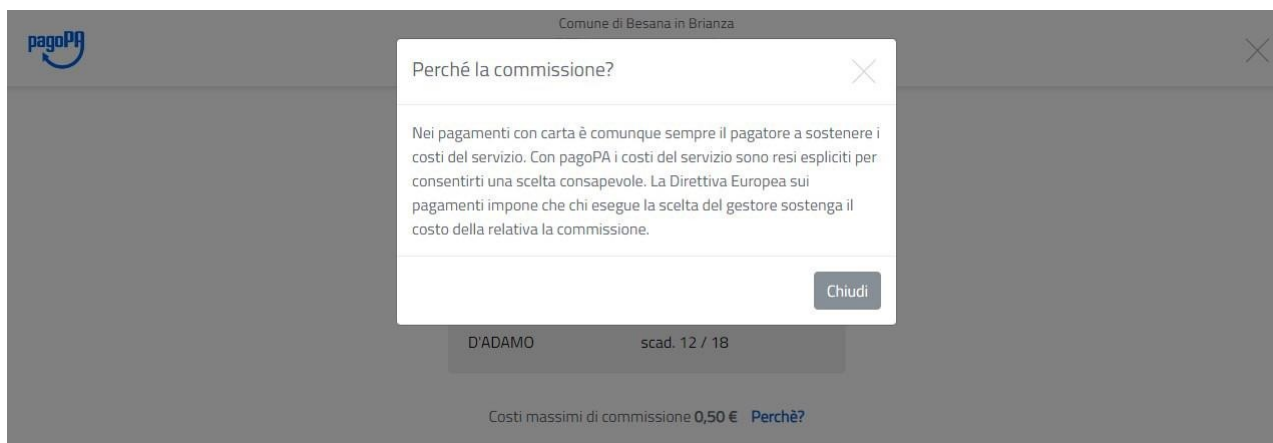 Comune di Besana in Brianza
pagoPA
Perché la commissione?
Nei pagamenti con carta è comunque sempre il pagatore a sostenere i
costi del servizio. Con pagoPA i costi del servizio sono resi espliciti per
consentirti una scelta consapevole. La Direttiva Europea sui
pagamenti impone che chi esegue la scelta del gestore sostenga il
costo della relativa la commissione.
Chiudi
D'ADAMO scad. 12 / 18
Costi massimi di commissione 0,50 € Perchè?